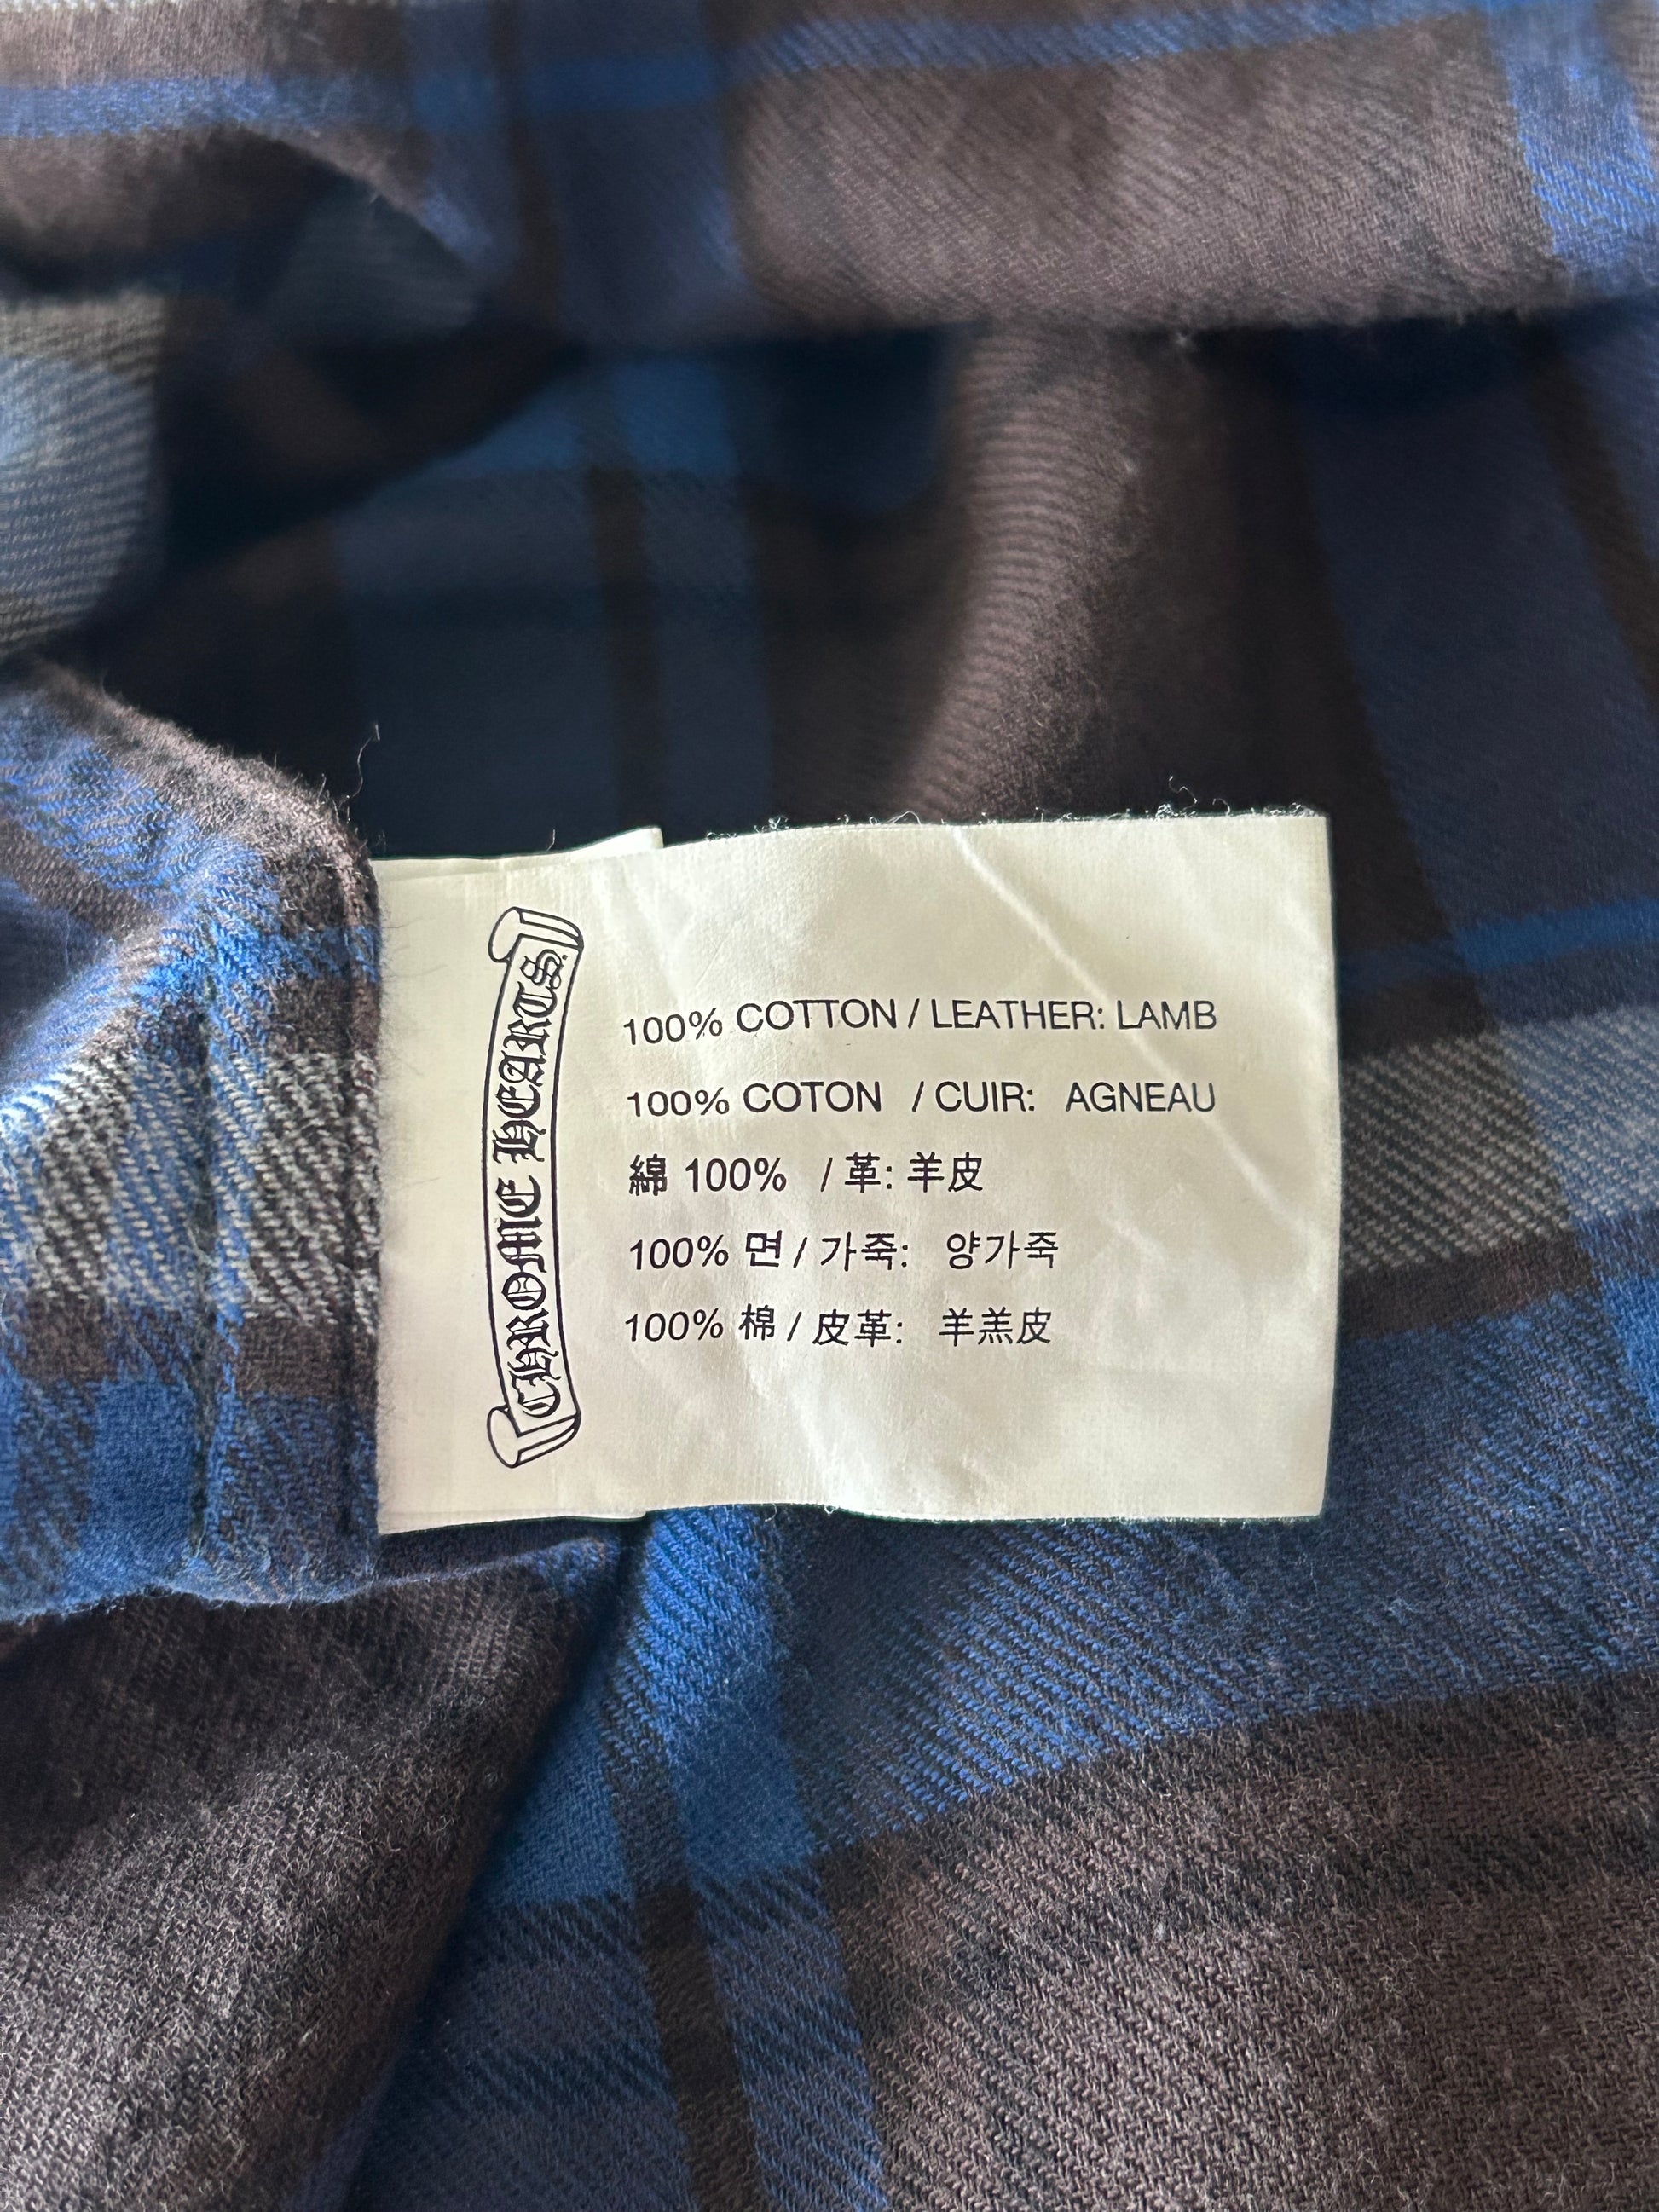 CHROME HEARTS
100% COTTON / LEATHER: LAMB
100% COTON / CUIR: AGNEAU
綿 100% / 革: 羊皮
100% 면 / 가죽: 양가죽
100% 棉 / 皮革: 羊羔皮